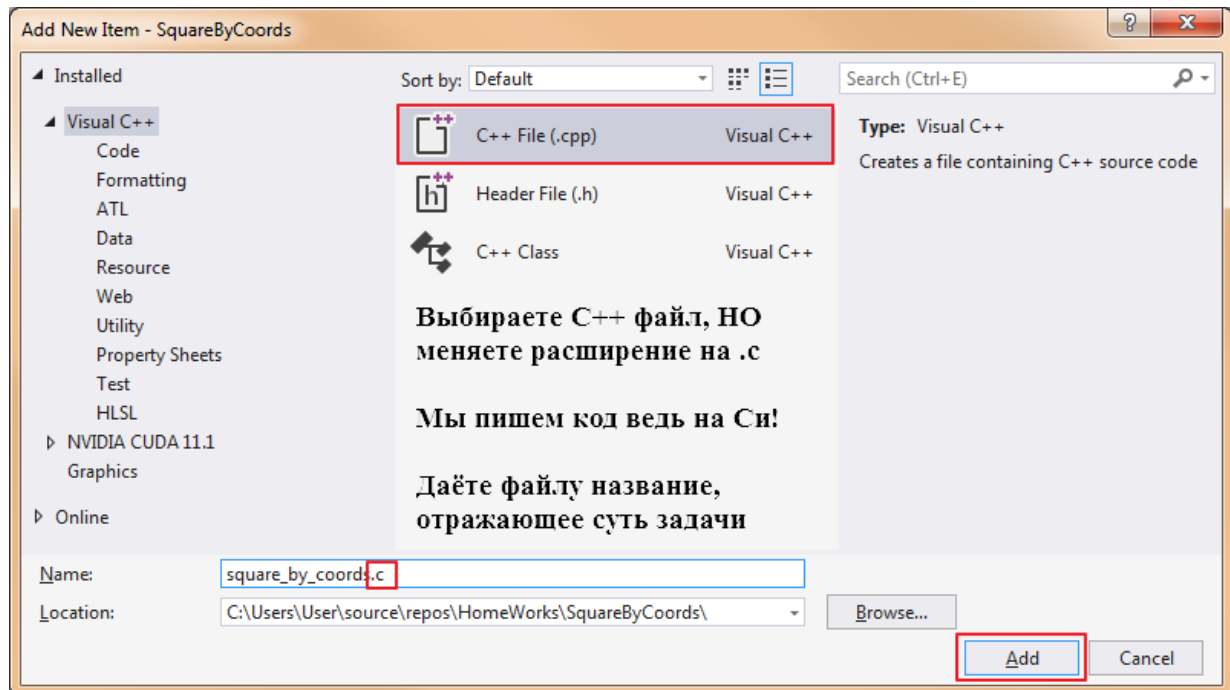 Add New Item - SquareByCoords
Installed
Sort by: Default
Search (Ctrl+E)
Visual C++
Code
Formatting
ATL
Data
Resource
Web
Utility
Property Sheets
Test
HLSL
NVIDIA CUDA 11.1
Graphics
Online
C++ File (.cpp) Visual C++
Header File (.h) Visual C++
C++ Class Visual C++
Выбираете С++ файл, НО
меняете расширение на .c
Мы пишем код ведь на Си!
Даёте файлу название,
отражающее суть задачи
Type: Visual C++
Creates a file containing C++ source code
Name: square_by_coords.c
Location: C:\Users\User\source\repos\HomeWorks\SquareByCoords\ Browse...
Add Cancel